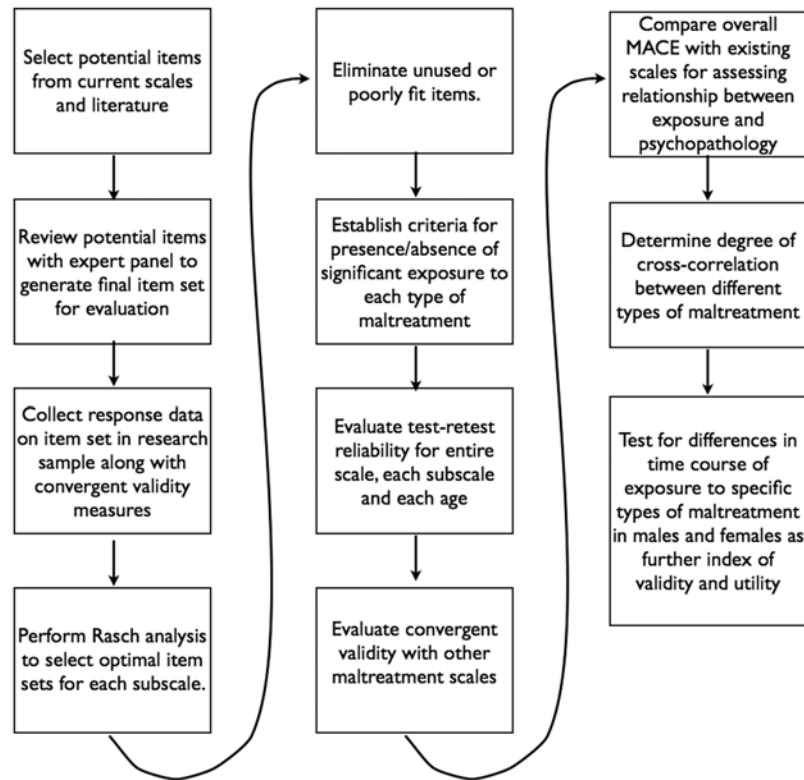 Select potential items
from current scales
and literature
Review potential items
with expert panel to
generate final item set
for evaluation
Collect response data
on item set in research
sample along with
convergent validity
measures
Perform Rasch analysis
to select optimal item
sets for each subscale.
Eliminate unused or
poorly fit items.
Establish criteria for
presence/absence of
significant exposure to
each type of
maltreatment
Evaluate test-retest
reliability for entire
scale, each subscale
and each age
Evaluate convergent
validity with other
maltreatment scales
Compare overall
MACE with existing
scales for assessing
relationship between
exposure and
psychopathology
Determine degree of
cross-correlation
between different
types of maltreatment
Test for differences in
time course of
exposure to specific
types of maltreatment
in males and females as
further index of
validity and utility